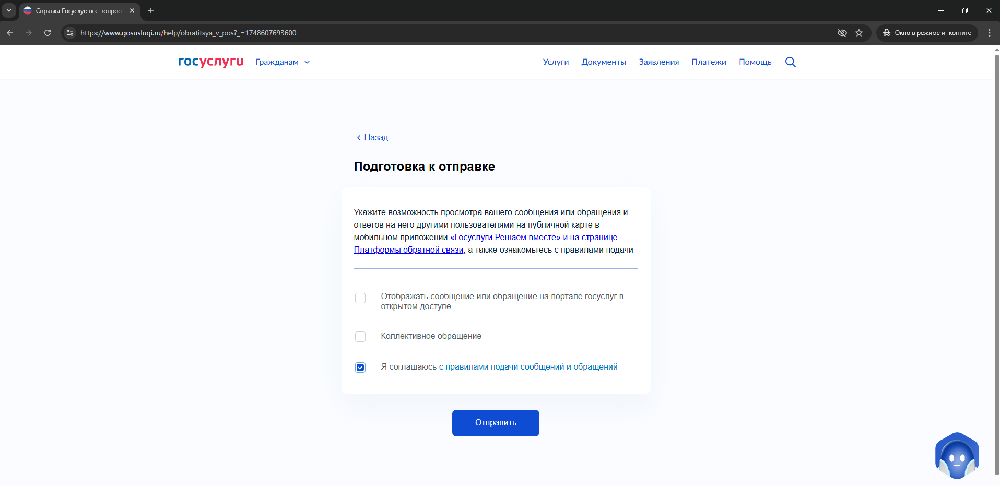 Справка Госуслуг: все вопрос
https://www.gosuslugi.ru/help/obratitsya_v_pos?_=1748607693600
Окно в режиме инкогнито
госуслуги
Гражданам
Услуги
Документы
Заявления
Платежи
Помощь
Назад
Подготовка к отправке
Укажите возможность просмотра вашего сообщения или обращения и
ответов на него другими пользователями на публичной карте в
мобильном приложении «Госуслуги Решаем вместе» и на странице
Платформы обратной связи, а также ознакомьтесь с правилами подачи
Отображать сообщение или обращение на портале госуслуг в
открытом доступе
Коллективное обращение
Я соглашаюсь с правилами подачи сообщений и обращений
Отправить